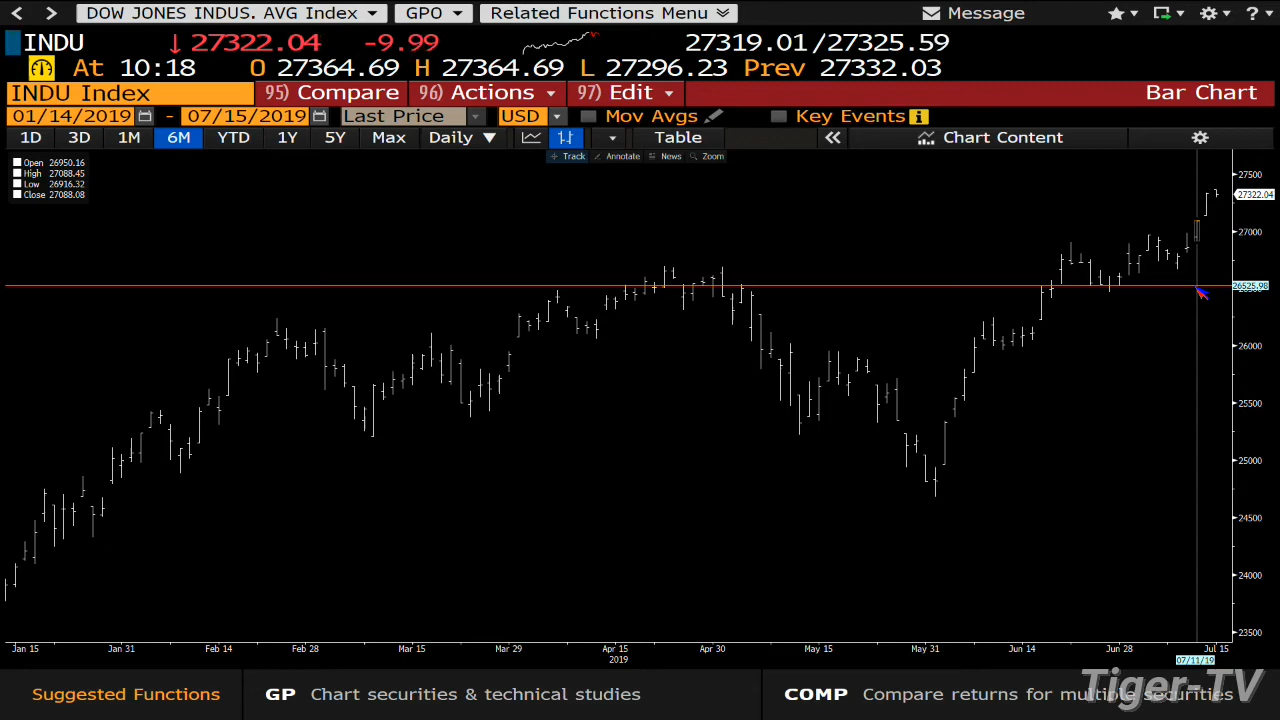 DOW JONES INDUS. AVG Index GPO Related Functions Menu Message ?
INDU 27322.04 -9.99 27319.01/27325.59
At 10:18 O 27364.69 H 27364.69 L 27296.23 Prev 27332.03
INDU Index 95) Compare 96) Actions 97) Edit Bar Chart
01/14/2019 - 07/15/2019 Last Price USD Mov Avgs Key Events
1D 3D 1M 6M YTD 1Y 5Y Max Daily ▼ Table « Chart Content
Track Annotate News Zoom
Open 26950.16
High 27088.45
Low 26916.32
Close 27088.08
27500
27322.04
27000
26525.98
26000
25500
25000
24500
24000
23500
Jan 15 Jan 31 Feb 14 Feb 28 Mar 15 Mar 29 Apr 15 Apr 30 May 15 May 31 Jun 14 Jun 28 Jul 15
2019 07/11/19
Suggested Functions GP Chart securities & technical studies COMP Compare returns for multiple securities
Tiger-TV